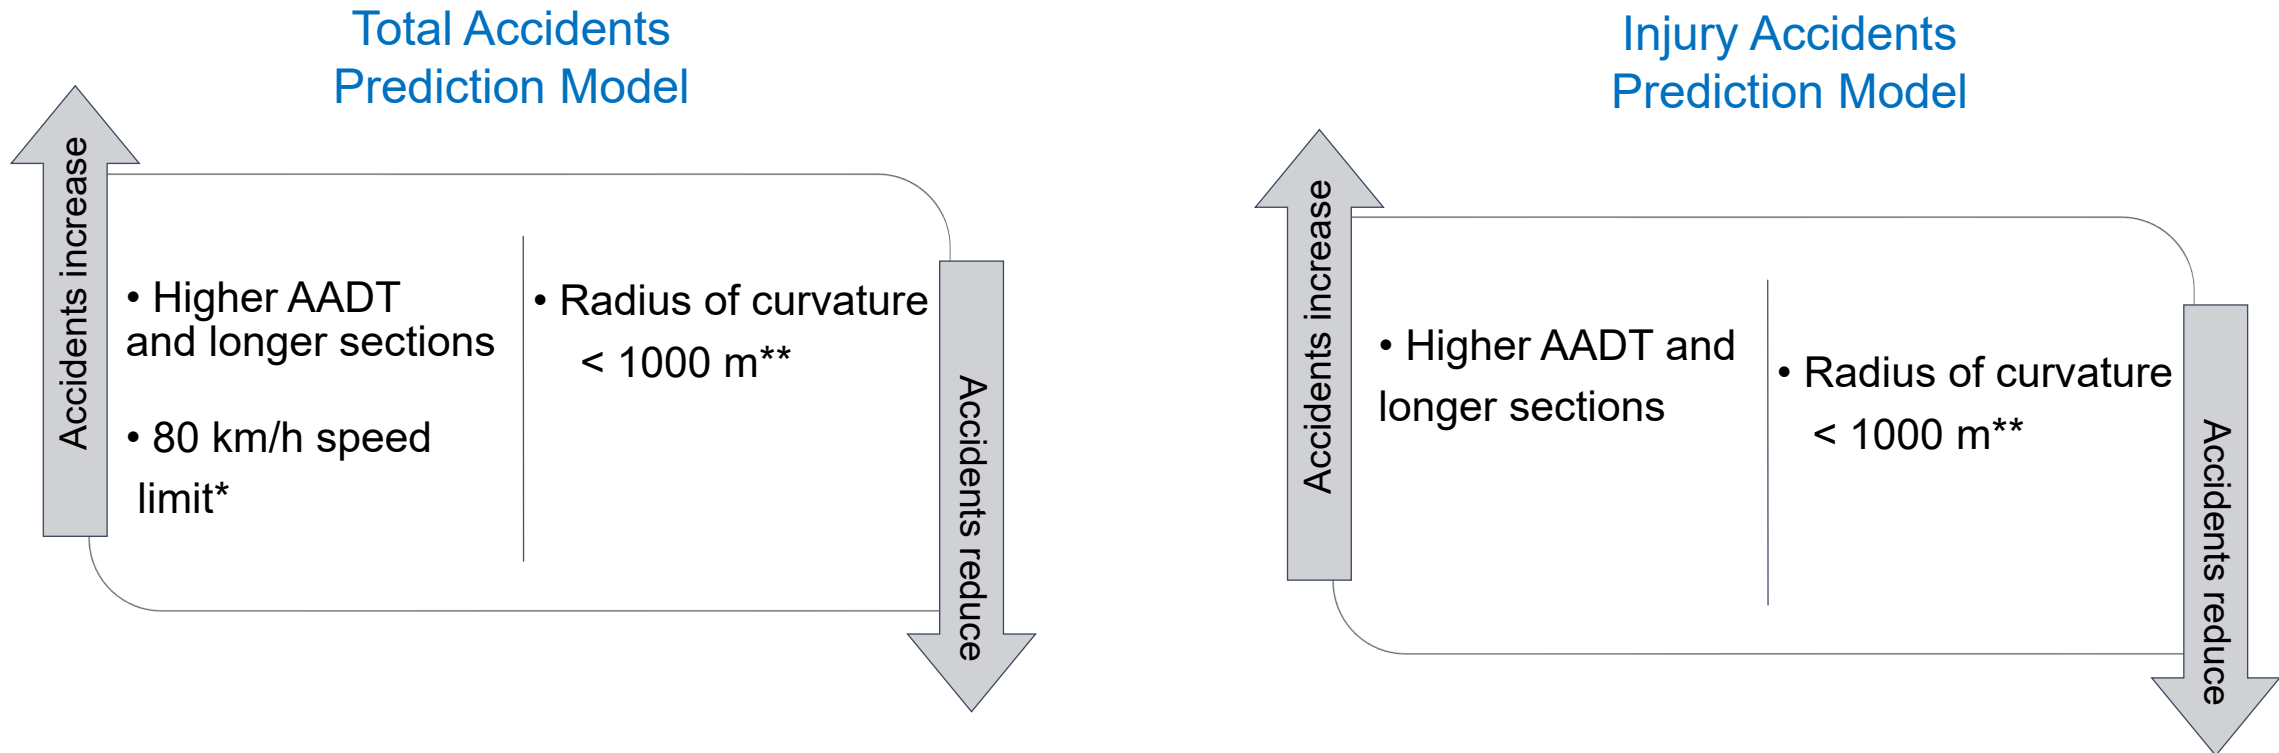 Total Accidents
Prediction Model
Accidents increase
• Higher AADT
and longer sections
• 80 km/h speed
limit*
• Radius of curvature
< 1000 m**
Accidents reduce
Injury Accidents
Prediction Model
Accidents increase
• Higher AADT and
longer sections
• Radius of curvature
< 1000 m**
Accidents reduce